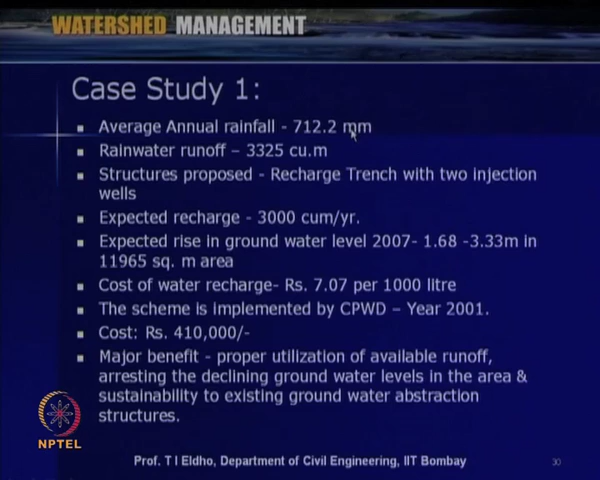 WATERSHED MANAGEMENT
Case Study 1:
Average Annual rainfall - 712.2 mm
Rainwater runoff – 3325 cu.m
Structures proposed - Recharge Trench with two injection
wells
Expected recharge - 3000 cum/yr.
Expected rise in ground water level 2007- 1.68 -3.33m in
11965 sq. m area
Cost of water recharge- Rs. 7.07 per 1000 litre
The scheme is implemented by CPWD – Year 2001.
Cost: Rs. 410,000/-
Major benefit - proper utilization of available runoff,
arresting the declining ground water levels in the area &
sustainability to existing ground water abstraction
structures.
NPTEL
Prof. T I Eldho, Department of Civil Engineering, IIT Bombay
30